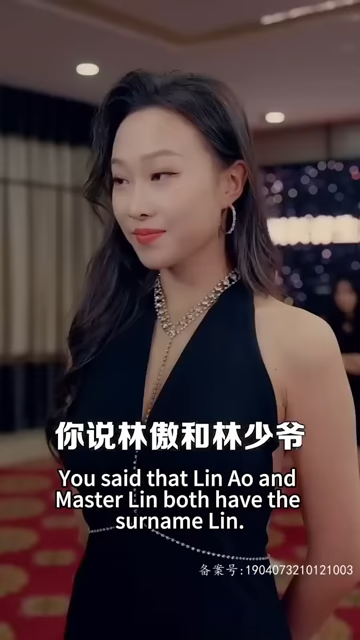 你说林傲和林少爷
You said that Lin Ao and
Master Lin both have the
surname Lin.
备案号:1904073210121003